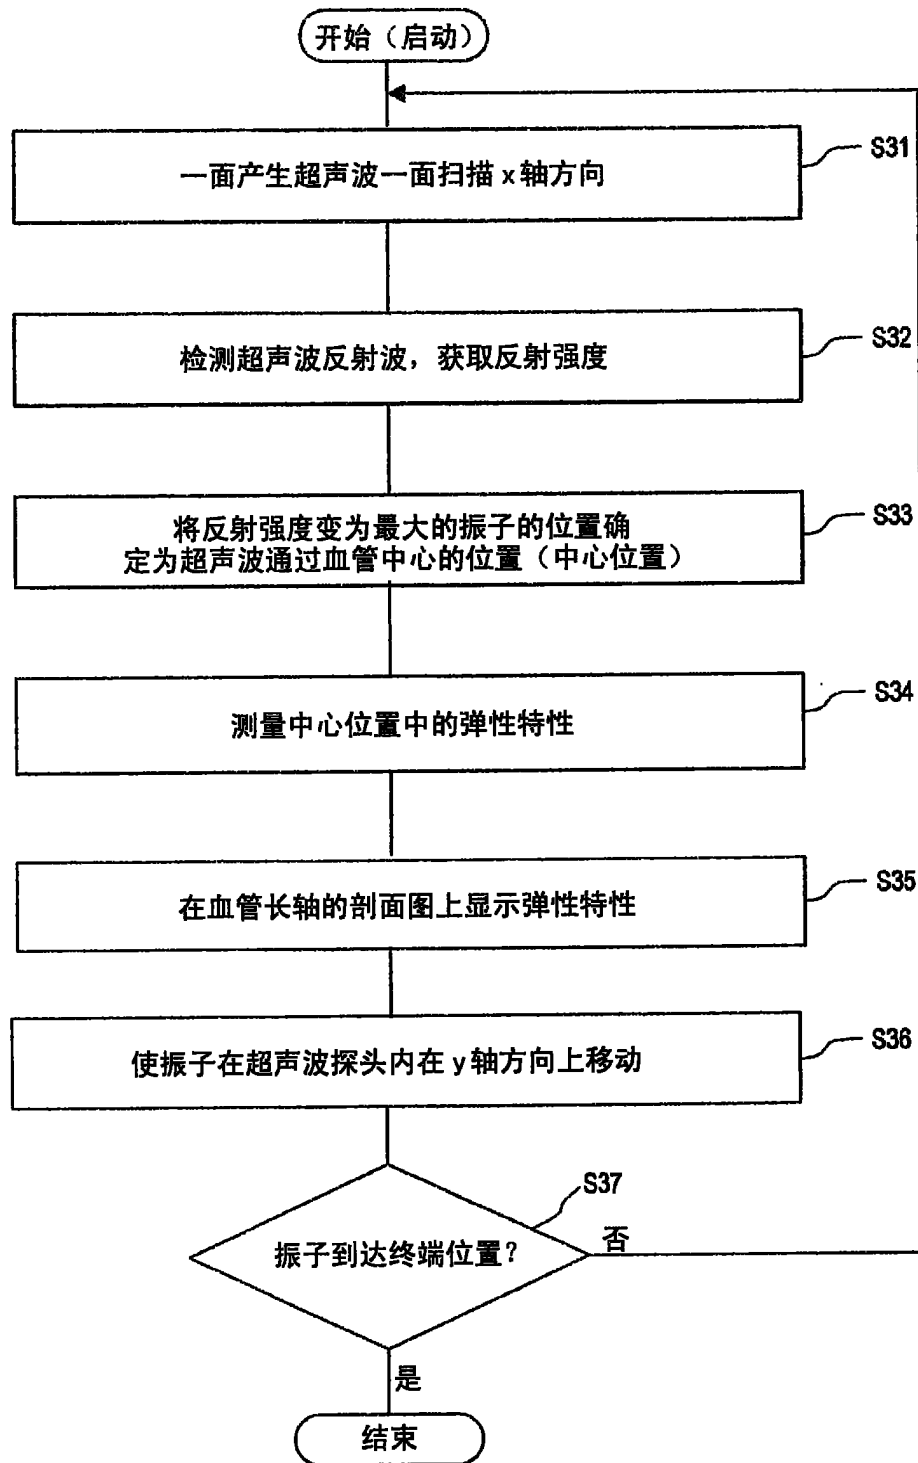 开始（启动）
S31
一面产生超声波一面扫描 x 轴方向
S32
检测超声波反射波，获取反射强度
S33
将反射强度变为最大的振子的位置确
定为超声波通过血管中心的位置（中心位置）
S34
测量中心位置中的弹性特性
S35
在血管长轴的剖面图上显示弹性特性
S36
使振子在超声波探头内在 y 轴方向上移动
S37
振子到达终端位置？
否
是
结束